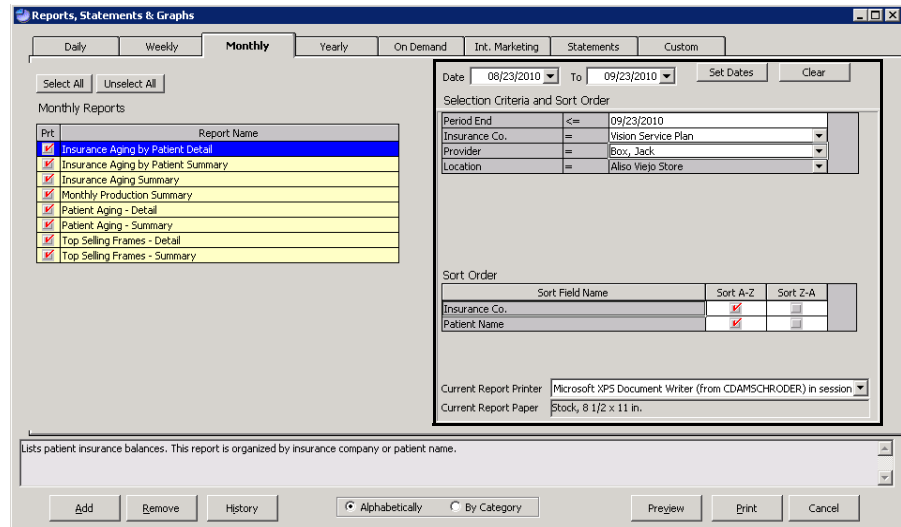 Reports, Statements & Graphs
Daily Weekly Monthly Yearly On Demand Int. Marketing Statements Custom
Select All Unselect All
Monthly Reports
Prt Report Name
Insurance Aging by Patient Detail
Insurance Aging by Patient Summary
Insurance Aging Summary
Monthly Production Summary
Patient Aging - Detail
Patient Aging - Summary
Top Selling Frames - Detail
Top Selling Frames - Summary
Date 08/23/2010 To 09/23/2010 Set Dates Clear
Selection Criteria and Sort Order
Period End <= 09/23/2010
Insurance Co. = Vision Service Plan
Provider = Box, Jack
Location = Aliso Viejo Store
Sort Order
Sort Field Name Sort A-Z Sort Z-A
Insurance Co.
Patient Name
Current Report Printer Microsoft XPS Document Writer (from CDAMSCHRODER) in session
Current Report Paper Stock, 8 1/2 x 11 in.
Lists patient insurance balances. This report is organized by insurance company or patient name.
Add Remove History Alphabetically By Category Preview Print Cancel